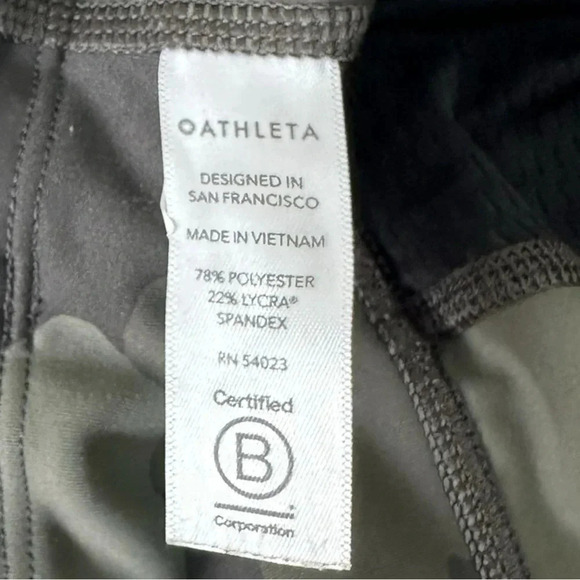 ATHLETA
DESIGNED IN
SAN FRANCISCO
MADE IN VIETNAM
78% POLYESTER
22% LYCRA®
SPANDEX
RN 54023
Certified
B
Corporation